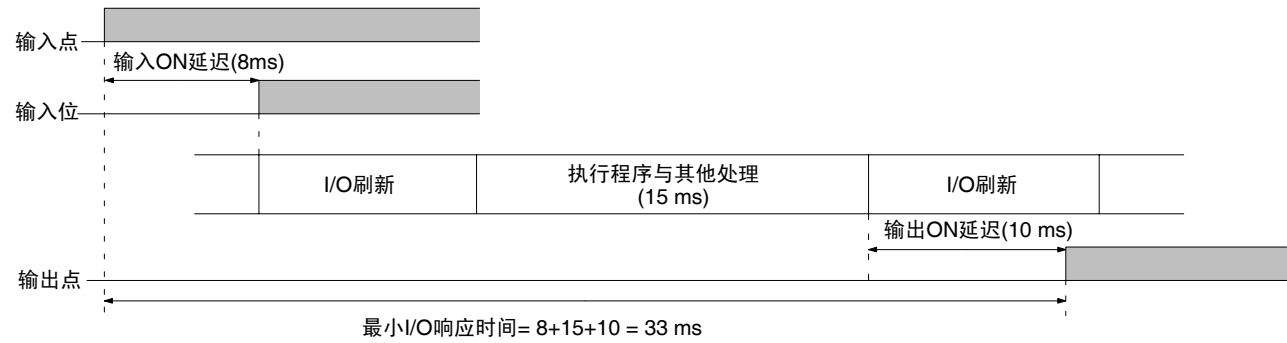 输入点
输入ON延迟(8ms)
输入位
I/O刷新
执行程序与其他处理
(15 ms)
I/O刷新
输出ON延迟(10 ms)
输出点
最小I/O响应时间= 8+15+10 = 33 ms